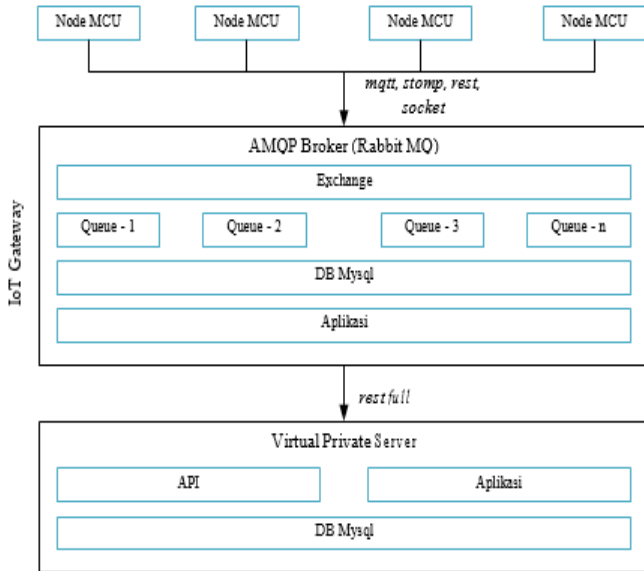 Node MCU Node MCU Node MCU Node MCU
mqtt, stomp, rest,
socket
IoT Gateway
AMQP Broker (Rabbit MQ)
Exchange
Queue - 1 Queue - 2 Queue - 3 Queue - n
DB Mysql
Aplikasi
rest full
Virtual Private Server
API Aplikasi
DB Mysql